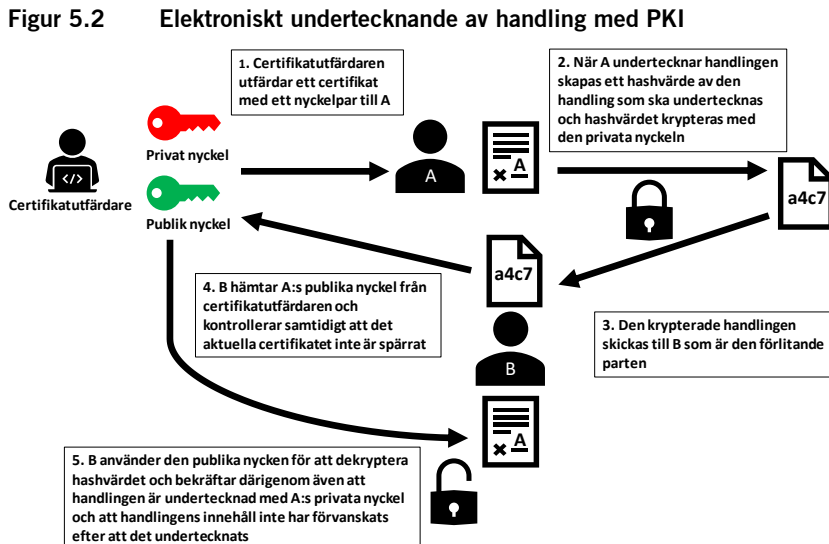 Figur 5.2 Elektroniskt undertecknande av handling med PKI
1. Certifikatutfärdaren
utfärdar ett certifikat
med ett nyckelpar till A
2. När A undertecknar handlingen
skapas ett hashvärde av den
handling som ska undertecknas
och hashvärdet krypteras med
den privata nyckeln
Privat nyckel
</>
A
A
Certifikatutfärdare
Publik nyckel
a4c7
a4c7
4. B hämtar A:s publika nyckel från
certifikatutfärdaren och
kontrollerar samtidigt att det
aktuella certifikatet inte är spärrat
3. Den krypterade handlingen
skickas till B som är den förlitande
parten
B
A
5. B använder den publika nycken för att dekryptera
hashvärdet och bekräftar därigenom även att
handlingen är undertecknad med A:s privata nyckel
och att handlingens innehåll inte har förvanskats
efter att det undertecknats